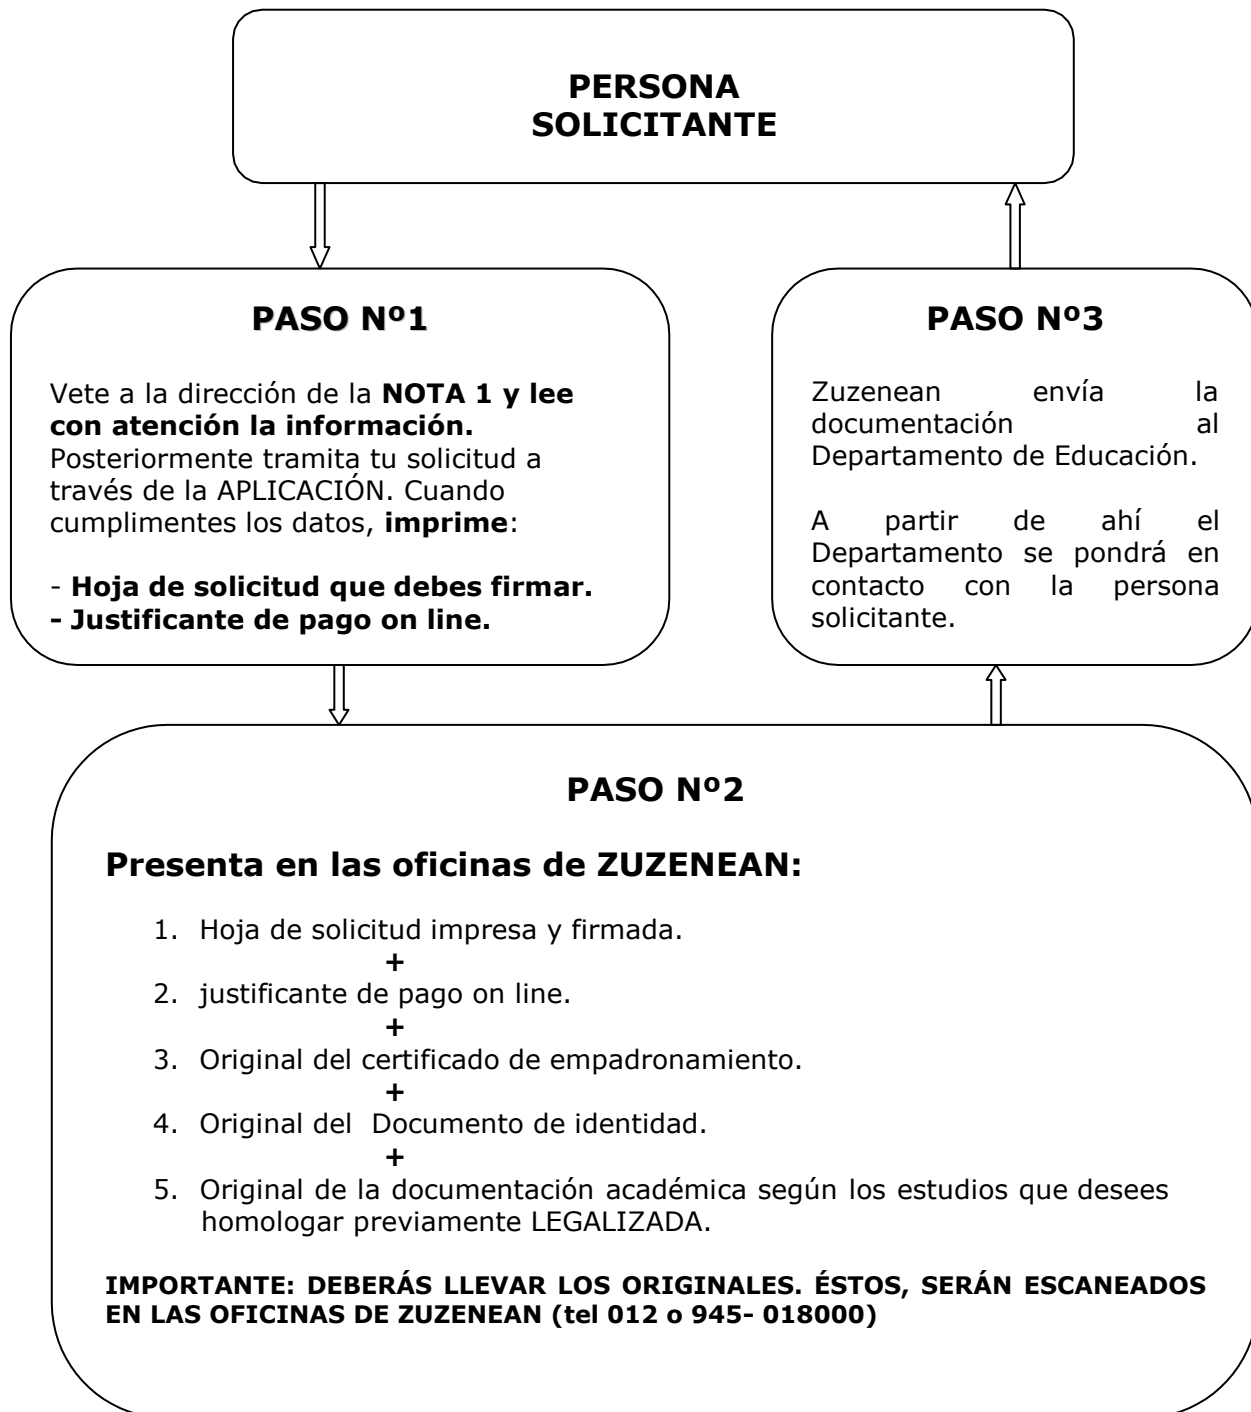 PERSONA
SOLICITANTE
PASO Nº1
Vete a la dirección de la NOTA 1 y lee
con atención la información.
Posteriormente tramita tu solicitud a
través de la APLICACIÓN. Cuando
cumplimentes los datos, imprime:
- Hoja de solicitud que debes firmar.
- Justificante de pago on line.
PASO Nº3
Zuzenean envía la
documentación al
Departamento de Educación.
A partir de ahí el
Departamento se pondrá en
contacto con la persona
solicitante.
PASO Nº2
Presenta en las oficinas de ZUZENEAN:
1. Hoja de solicitud impresa y firmada.
+
2. justificante de pago on line.
+
3. Original del certificado de empadronamiento.
+
4. Original del Documento de identidad.
+
5. Original de la documentación académica según los estudios que desees
homologar previamente LEGALIZADA.
IMPORTANTE: DEBERÁS LLEVAR LOS ORIGINALES. ÉSTOS, SERÁN ESCANEADOS
EN LAS OFICINAS DE ZUZENEAN (tel 012 o 945- 018000)